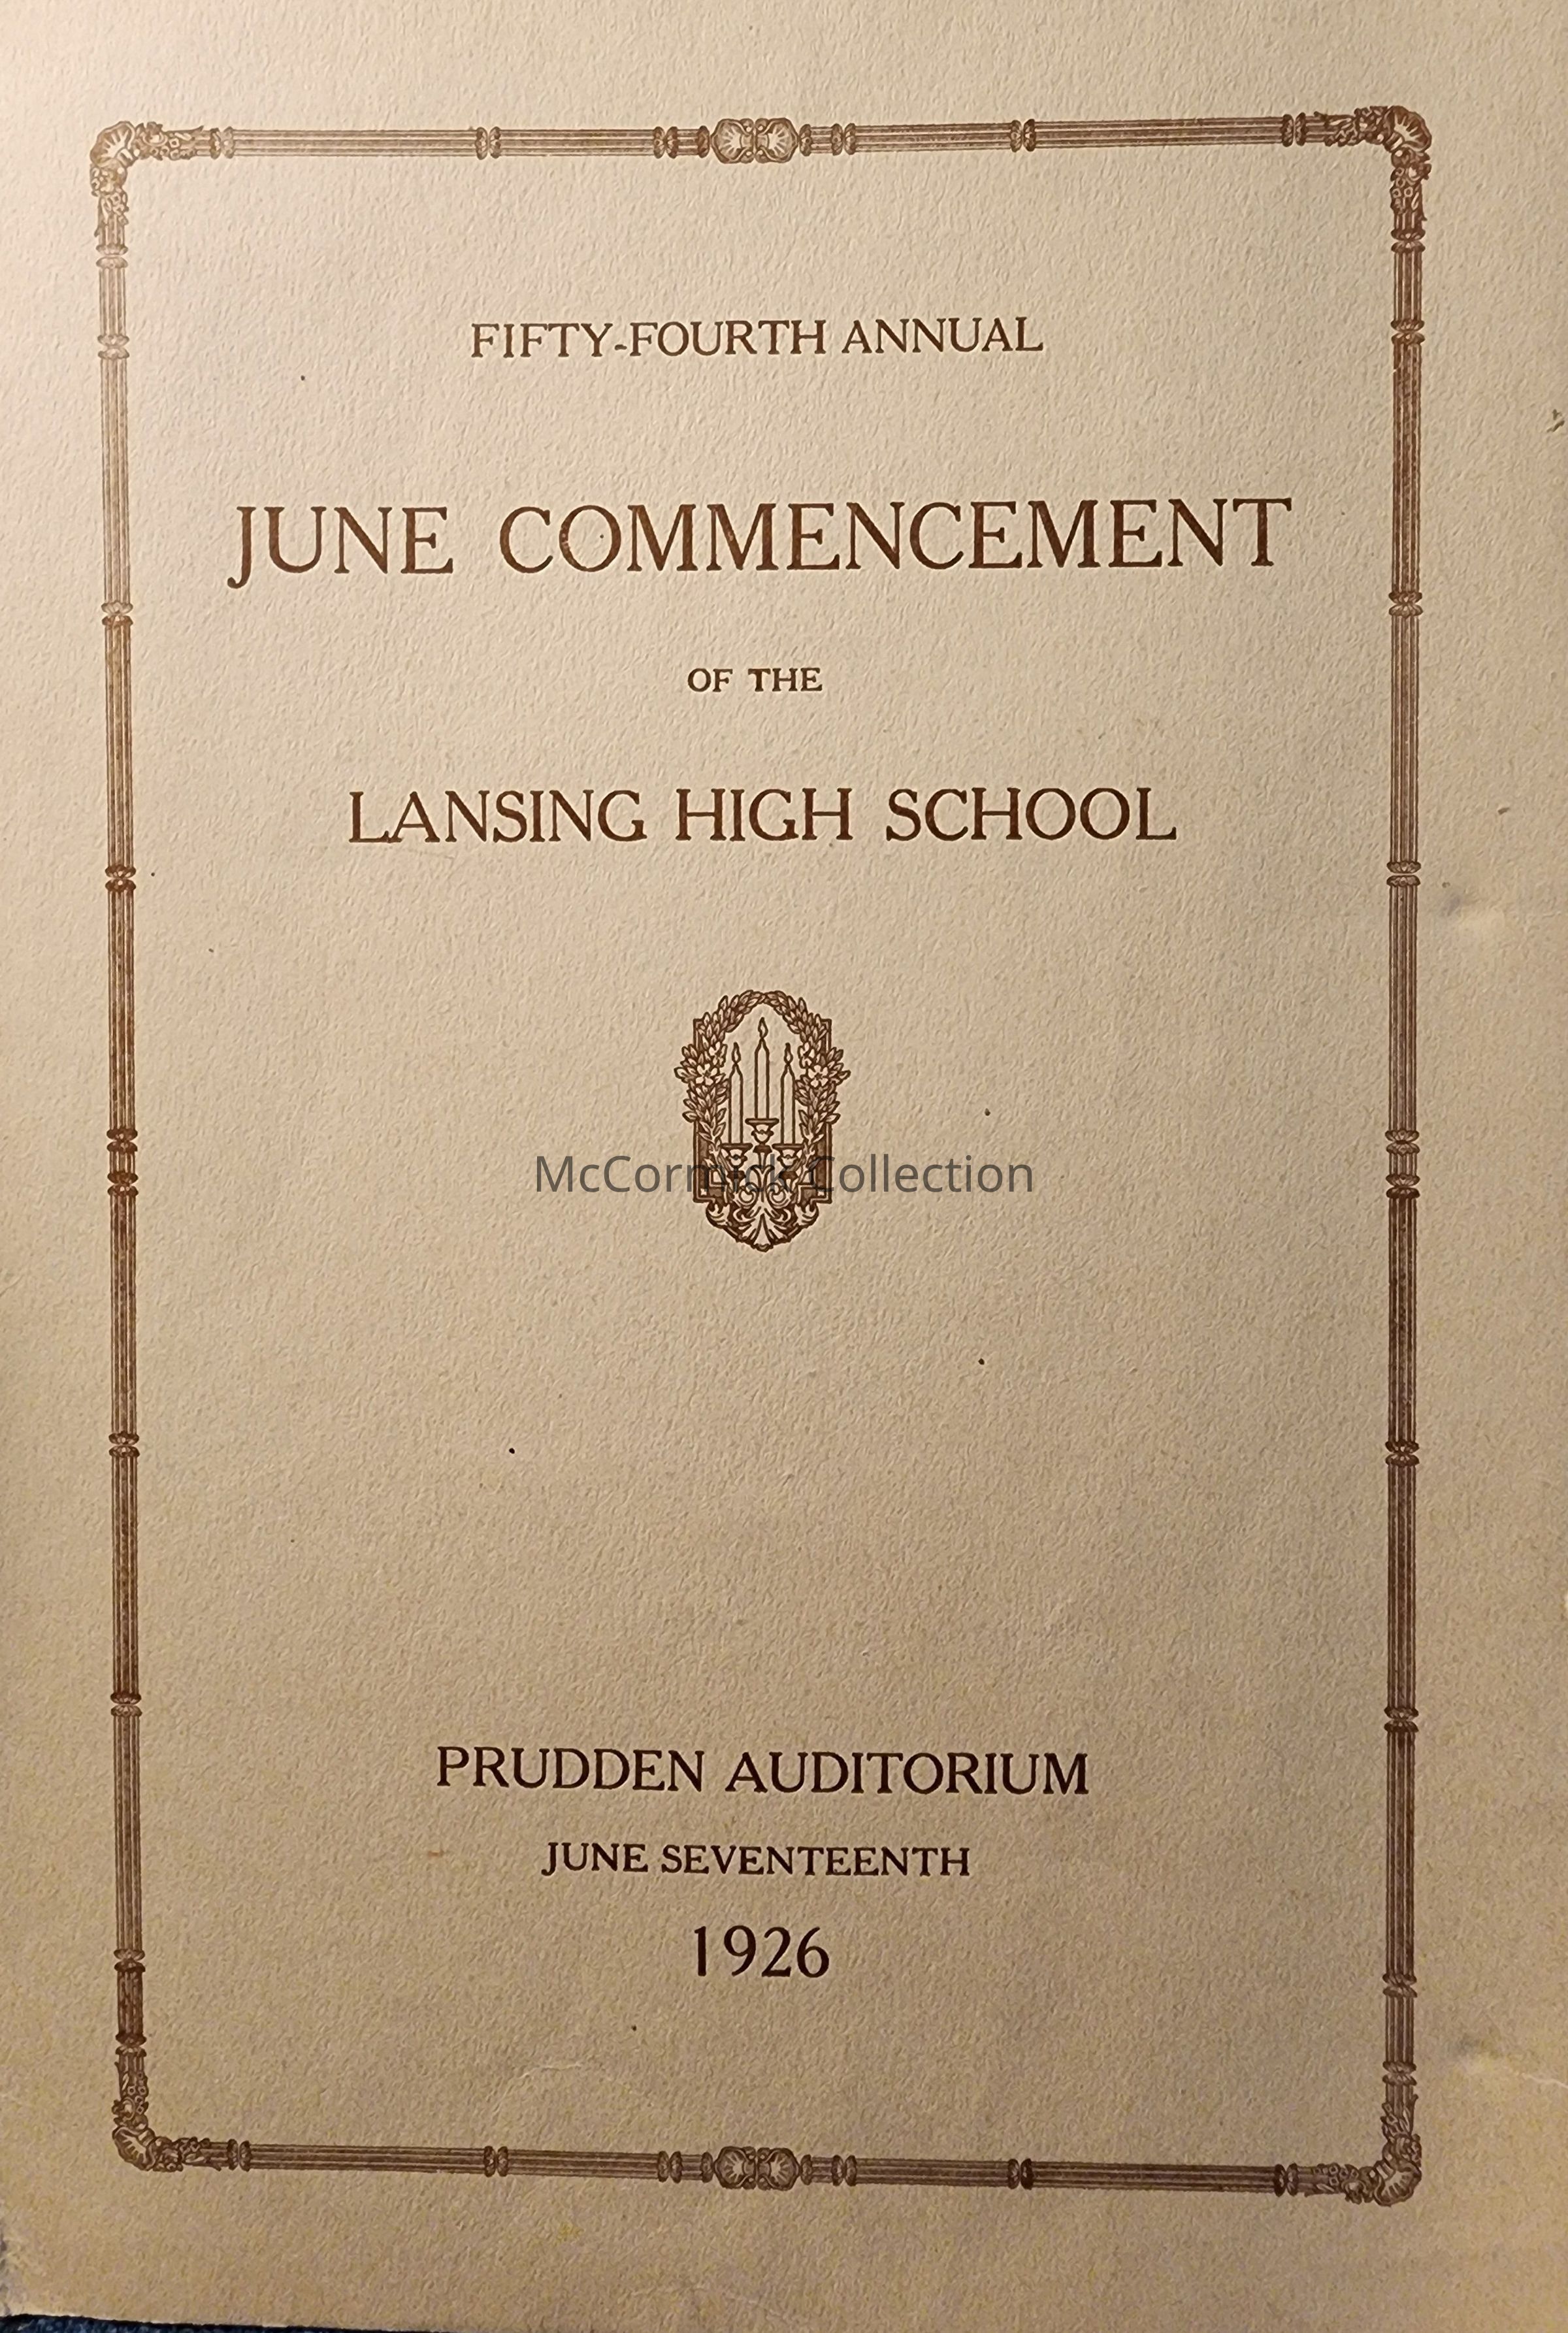 FIFTY-FOURTH ANNUAL
JUNE COMMENCEMENT
OF THE
LANSING HIGH SCHOOL
McCormick Collection
PRUDDEN AUDITORIUM
JUNE SEVENTEENTH
1926